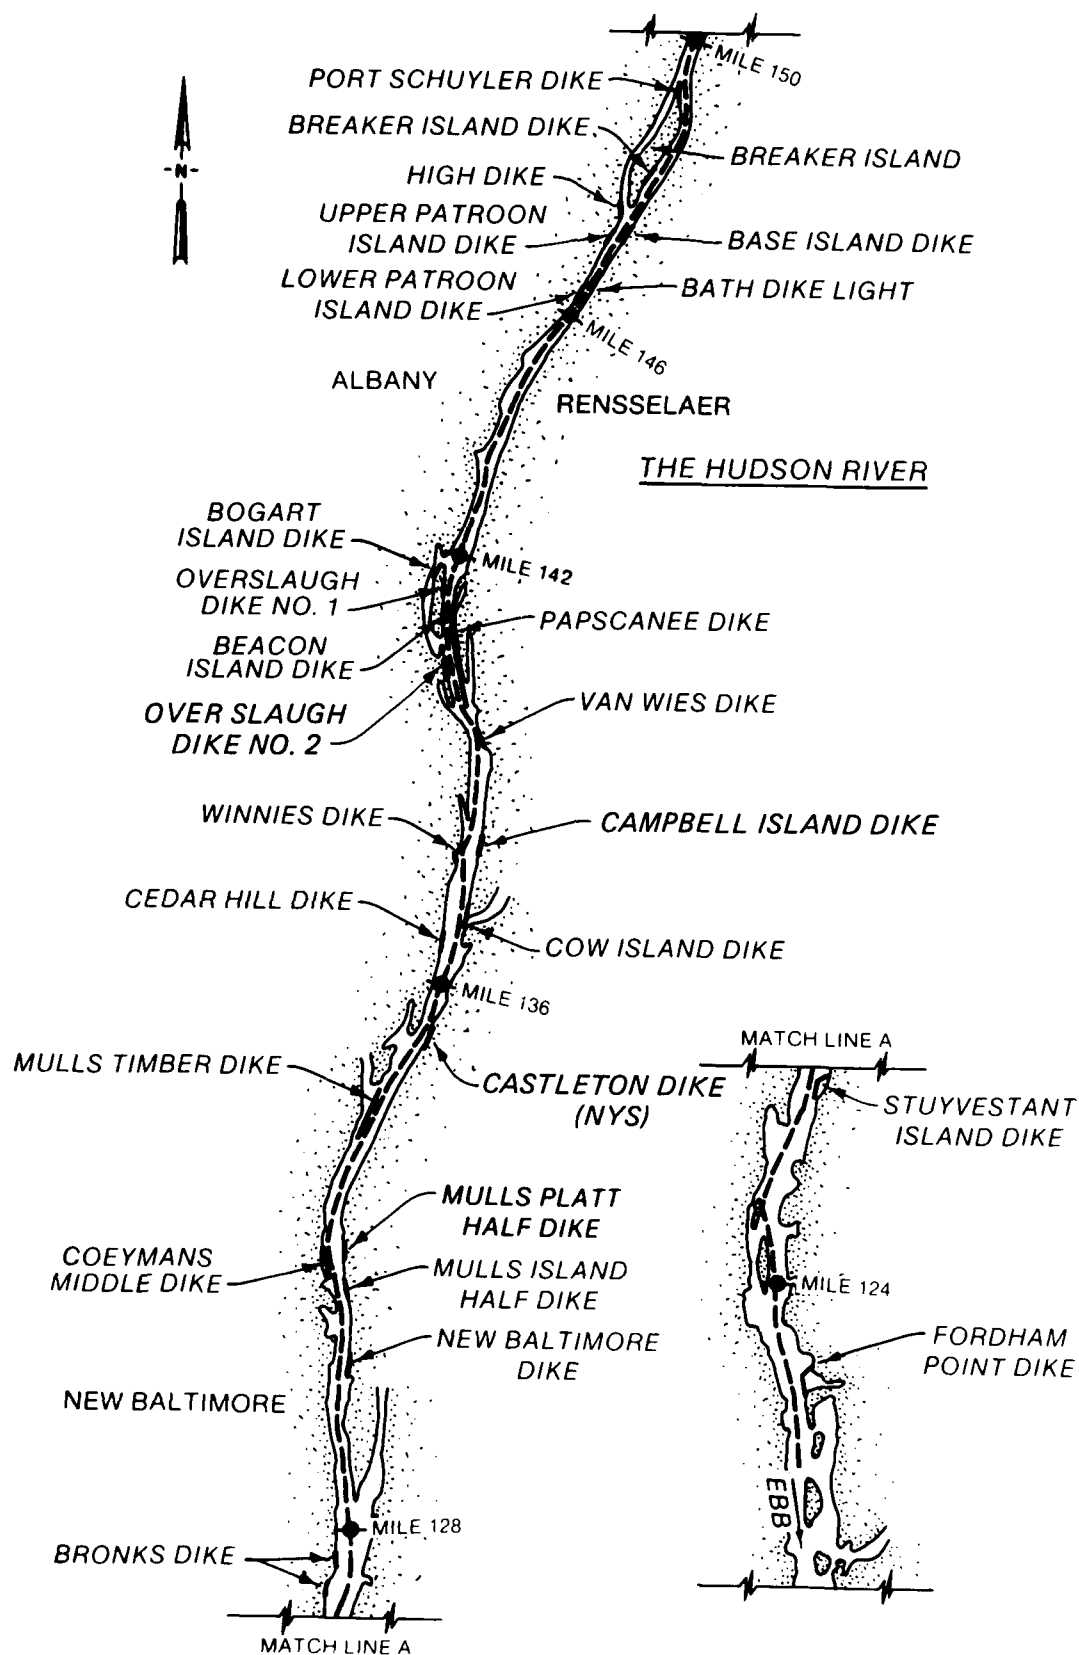 MILE 150
PORT SCHUYLER DIKE
BREAKER ISLAND DIKE
BREAKER ISLAND
-N-
HIGH DIKE
UPPER PATROON
ISLAND DIKE
BASE ISLAND DIKE
LOWER PATROON
ISLAND DIKE
BATH DIKE LIGHT
MILE 146
ALBANY
RENSSELAER
THE HUDSON RIVER
BOGART
ISLAND DIKE
MILE 142
OVERSLAUGH
DIKE NO. 1
PAPSCANEE DIKE
BEACON
ISLAND DIKE
VAN WIES DIKE
OVER SLAUGH
DIKE NO. 2
WINNIES DIKE
CAMPBELL ISLAND DIKE
CEDAR HILL DIKE
COW ISLAND DIKE
MILE 136
MULLS TIMBER DIKE
CASTLETON DIKE
(NYS)
MULLS PLATT
HALF DIKE
COEYMANS
MIDDLE DIKE
MULLS ISLAND
HALF DIKE
NEW BALTIMORE
DIKE
NEW BALTIMORE
MILE 128
BRONKS DIKE
MATCH LINE A
MATCH LINE A
STUYVESTANT
ISLAND DIKE
MILE 124
FORDHAM
POINT DIKE
EBB